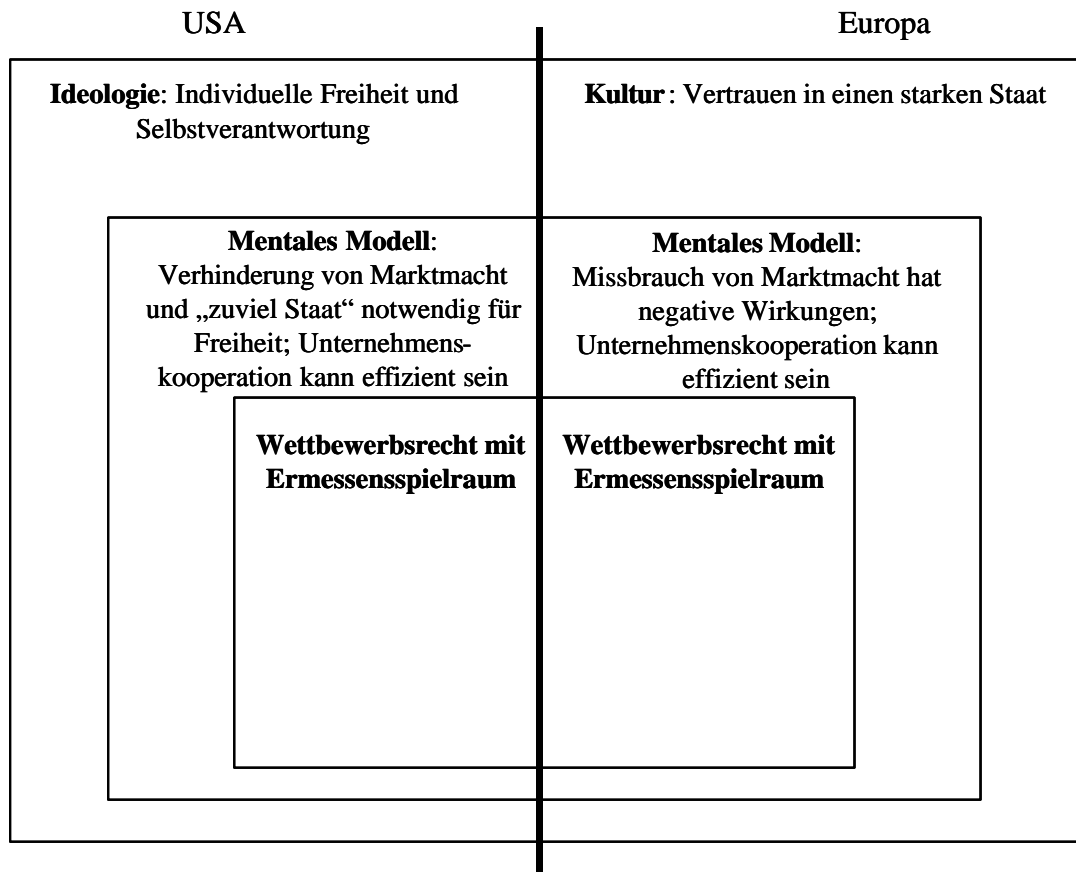 USA
Europa
Ideologie: Individuelle Freiheit und
Selbstverantwortung
Kultur : Vertrauen in einen starken Staat
Mentales Modell:
Verhinderung von Marktmacht
und „zuviel Staat“ notwendig für
Freiheit; Unternehmens-
kooperation kann effizient sein
Mentales Modell:
Missbrauch von Marktmacht hat
negative Wirkungen;
Unternehmenskooperation kann
effizient sein
Wettbewerbsrecht mit
Ermessensspielraum
Wettbewerbsrecht mit
Ermessensspielraum